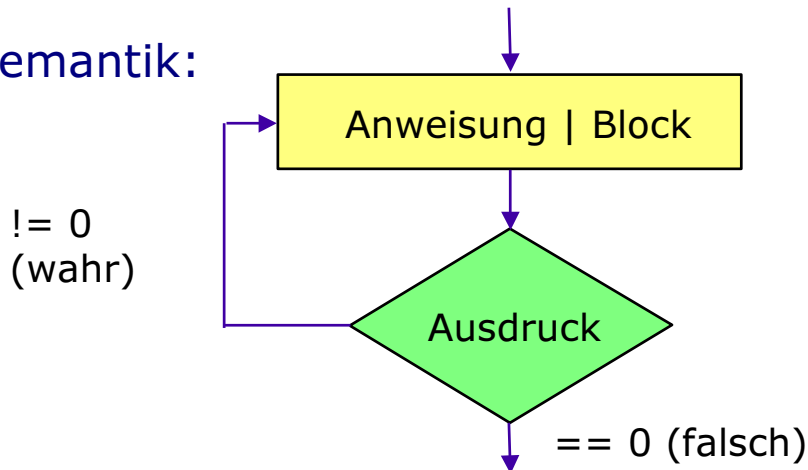 emantik:
Anweisung | Block
!= 0
(wahr)
Ausdruck
== 0 (falsch)